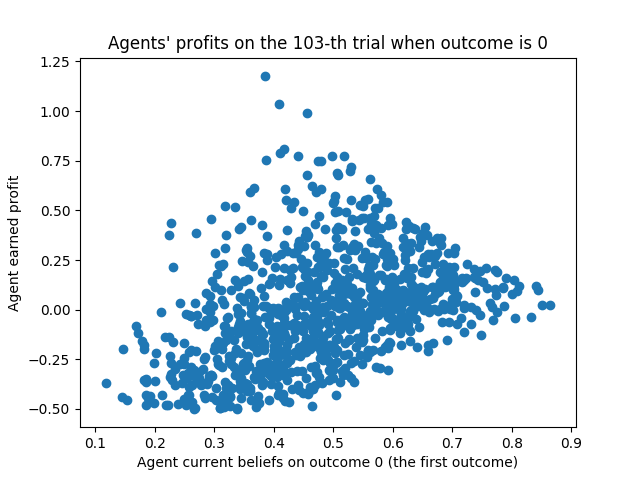 Agents' profits on the 103-th trial when outcome is 0
1.25
1.00
0.75
0.50
0.25
0.00
−0.25
−0.50
Agent earned profit
0.1 0.2 0.3 0.4 0.5 0.6 0.7 0.8 0.9
Agent current beliefs on outcome 0 (the first outcome)